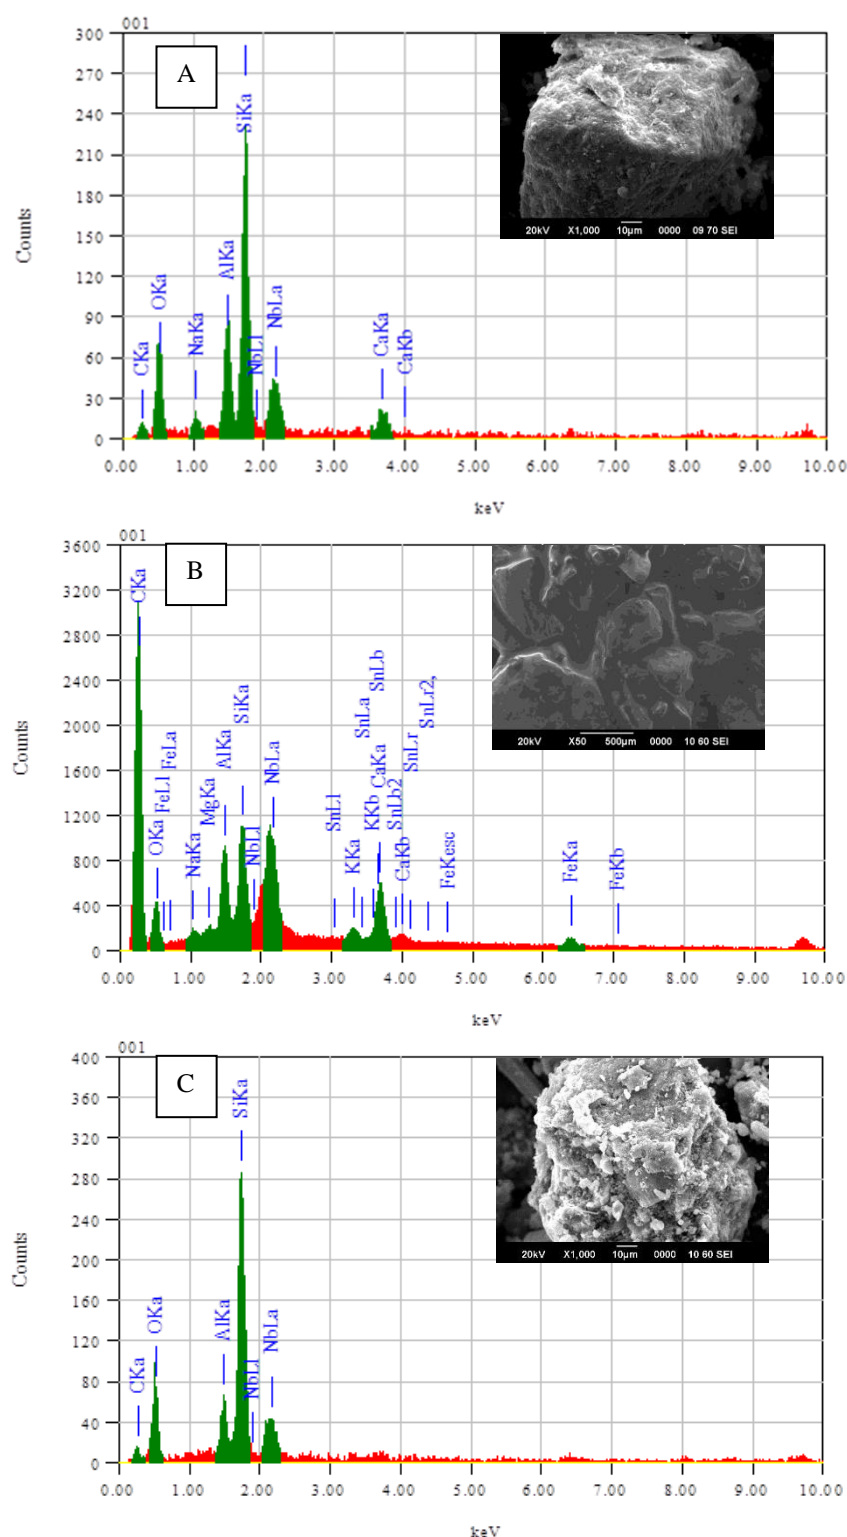 001
A
300
270
240
210
180
150
120
90
60
30
0
Counts
CKa
OKa
NaKa
AlKa
SiKa
NbLl
NbLa
CaKa
CaKb
20kV X1,000 10µm 0000 09 70 SEI
0.00 1.00 2.00 3.00 4.00 5.00 6.00 7.00 8.00 9.00 10.00
keV
001
B
3600
3200
2800
2400
2000
1600
1200
800
400
0
Counts
CKa
OKa
FeLl
FeLa
NaKa
MgKa
AlKa
SiKa
NbLl
NbLa
SnLl
KKa
SnLa
KKb
CaKa
SnLb
SnLb2
CaKb
SnLr
SnLr2,
FeKesc
FeKa
FeKb
20kV X50 500µm 0000 10 60 SEI
0.00 1.00 2.00 3.00 4.00 5.00 6.00 7.00 8.00 9.00 10.00
keV
001
C
400
360
320
280
240
200
160
120
80
40
0
Counts
CKa
OKa
AlKa
SiKa
NbLl
NbLa
20kV X1,000 10µm 0000 10 60 SEI
0.00 1.00 2.00 3.00 4.00 5.00 6.00 7.00 8.00 9.00 10.00
keV